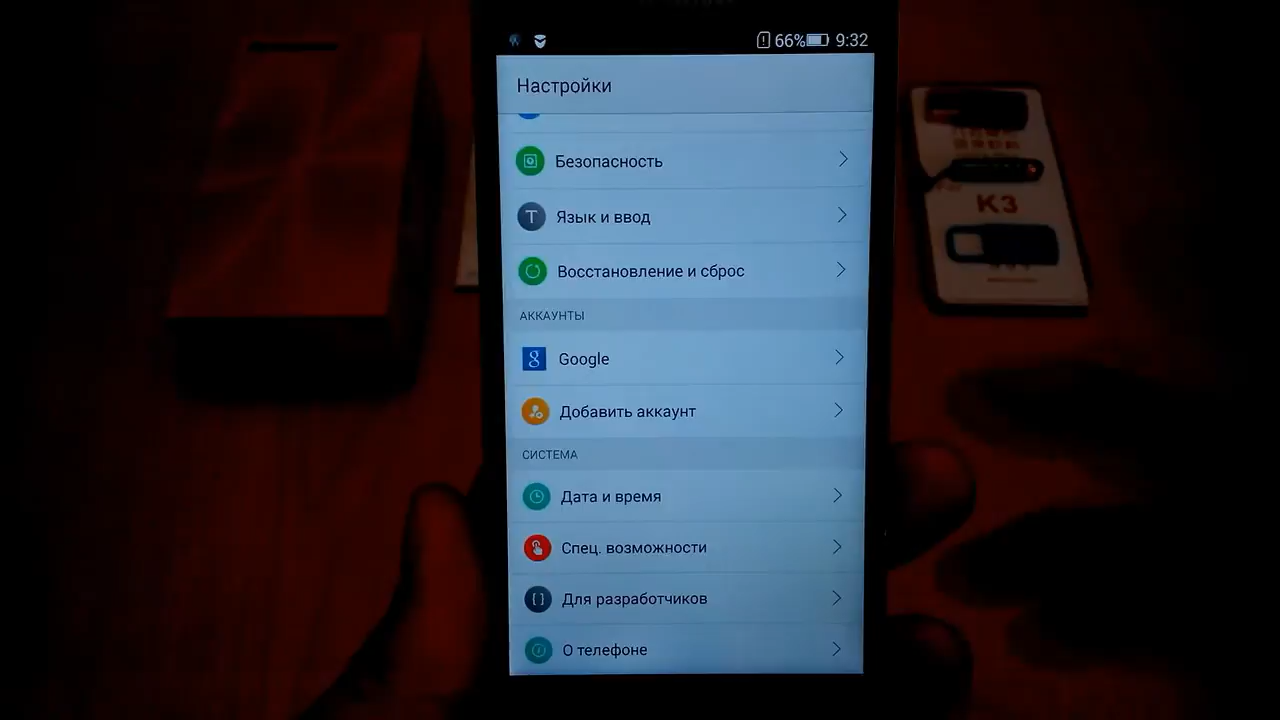 66% 9:32
Настройки
Безопасность
Язык и ввод
Восстановление и сброс
АККАУНТЫ
Google
Добавить аккаунт
СИСТЕМА
Дата и время
Спец. возможности
Для разработчиков
О телефоне
K3